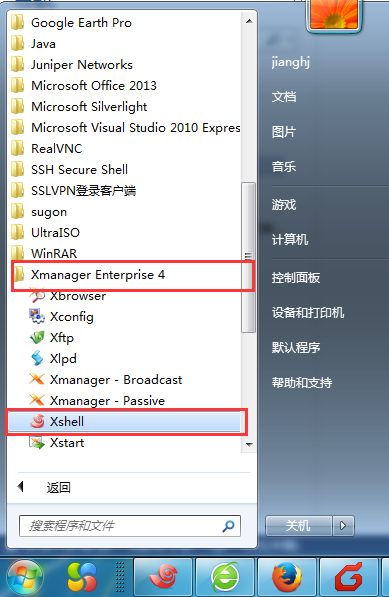 Google Earth Pro
Java
Juniper Networks
Microsoft Office 2013
Microsoft Silverlight
Microsoft Visual Studio 2010 Expres
RealVNC
SSH Secure Shell
SSLVPN登录客户端
sugon
UltraISO
WinRAR
Xmanager Enterprise 4
Xbrowser
Xconfig
Xftp
Xlpd
Xmanager - Broadcast
Xmanager - Passive
Xshell
Xstart
返回
搜索程序和文件
jianghj
文档
图片
音乐
游戏
计算机
控制面板
设备和打印机
默认程序
帮助和支持
关机